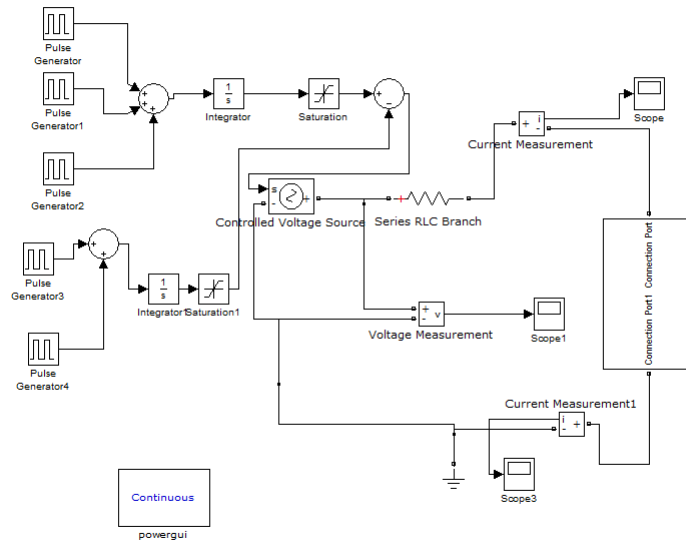 Pulse
Generator
Pulse
Generator1
Pulse
Generator2
+
+
+
1
s
Integrator
Saturation
+
−
s
-
+
Controlled Voltage Source
+
Series RLC Branch
+
i
-
Current Measurement
Scope
Connection Port1 Connection Port
Pulse
Generator3
Pulse
Generator4
+
+
1
s
Integrator1
Saturation1
+
-
v
Voltage Measurement
Scope1
Current Measurement1
i
-
+
Scope3
Continuous
powergui